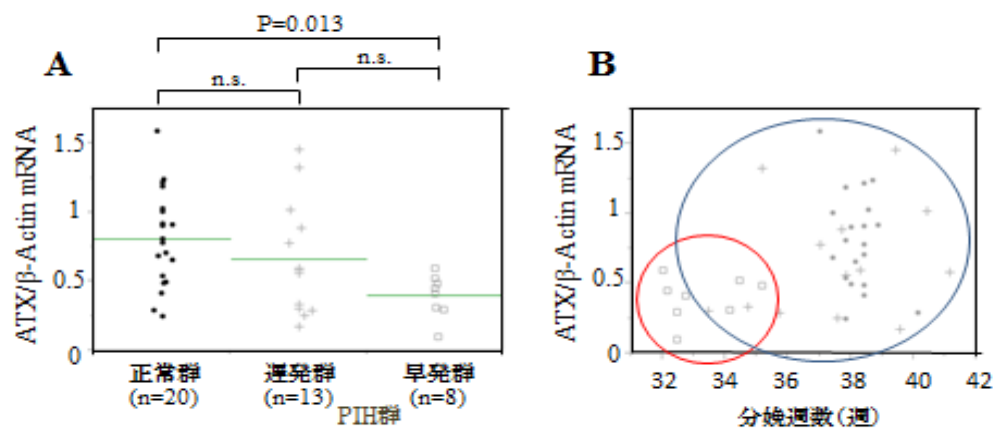 P=0.013
A
n.s.
n.s.
ATX/β-Actin mRNA
1.5
1
0.5
0
正常群
(n=20)
遅発群
(n=13)
早発群
(n=8)
PIH群
B
ATX/β-Actin mRNA
1.5
1
0.5
0
32 34 36 38 40 42
分娩週数(週)